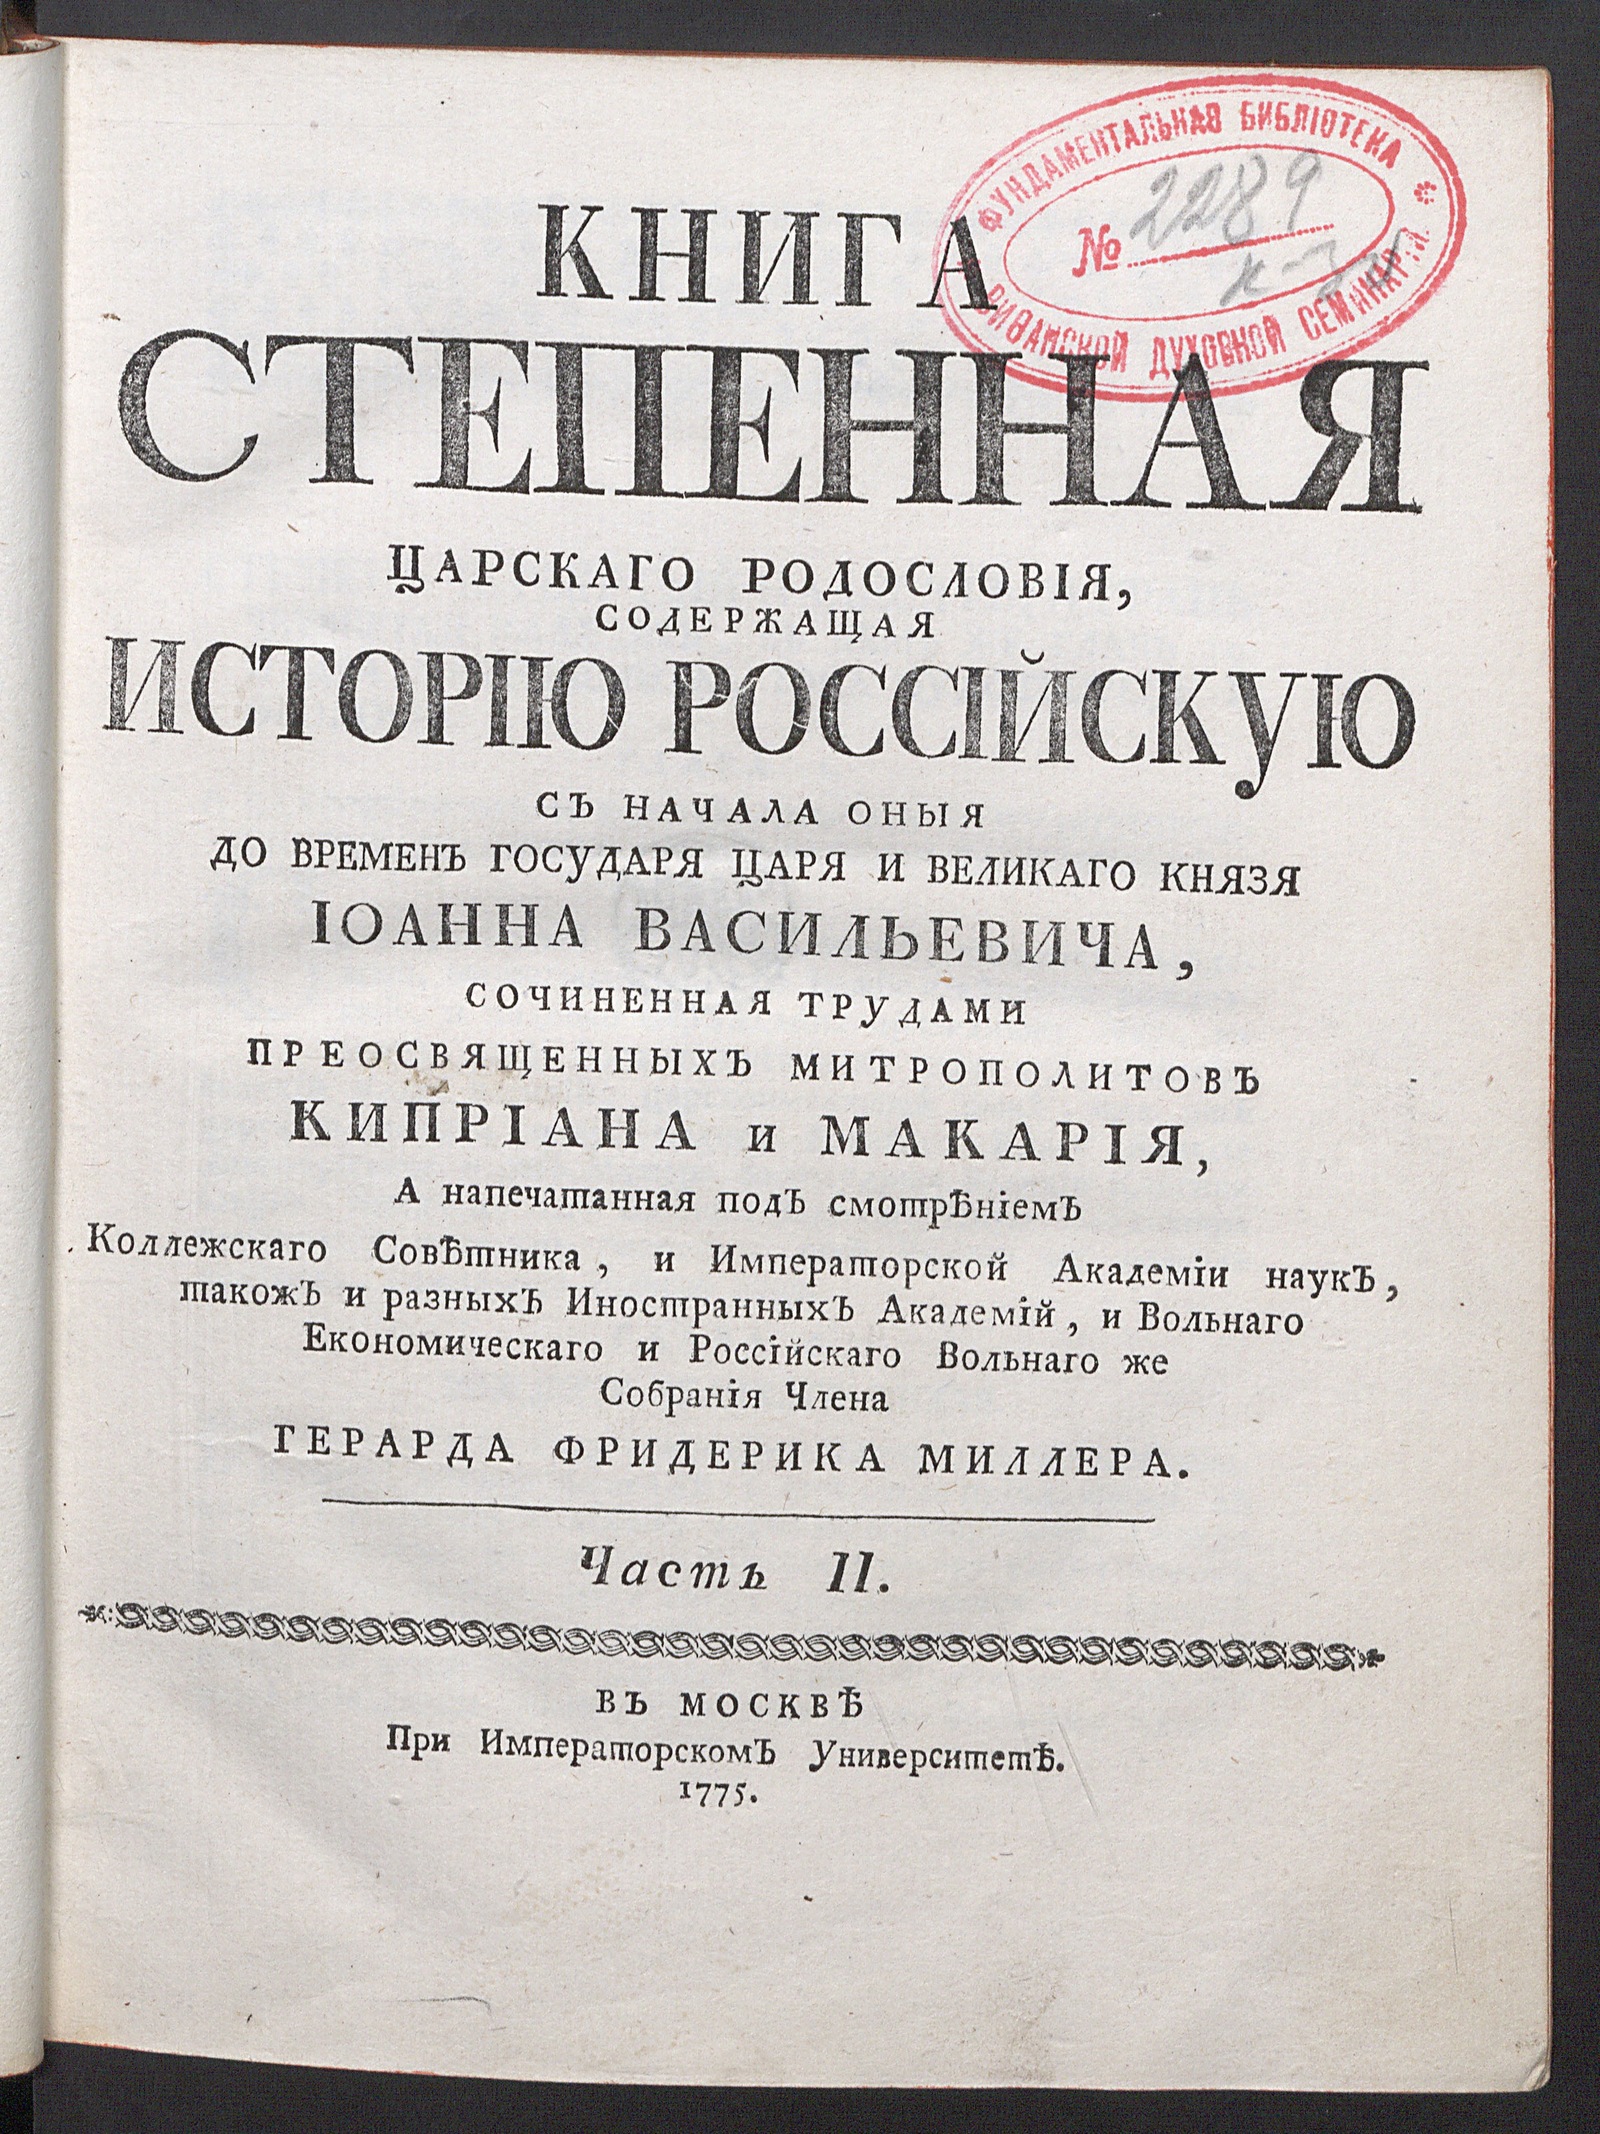 ФУНДАМЕНТАЛЬНАЯ БИБЛІОТЕКА
№ 2289
ВИѲАНСКОЙ ДУХОВНОЙ СЕМИНАРІИ.
КНИГА
СТЕПЕННАЯ
ЦАРСКАГО РОДОСЛОВІЯ,
СОДЕРЖАЩАЯ
ИСТОРІЮ РОССІЙСКУЮ
СЪ НАЧАЛА ОНЫЯ
ДО ВРЕМЕНЪ ГОСУДАРЯ ЦАРЯ И ВЕЛИКАГО КНЯЗЯ
ІОАННА ВАСИЛЬЕВИЧА,
СОЧИНЕННАЯ ТРУДАМИ
ПРЕОСВЯЩЕННЫХЪ МИТРОПОЛИТОВЪ
КИПРІАНА и МАКАРІЯ,
А напечатанная подъ смотрѣніемъ
Коллежскаго Совѣтника, и Императорской Академіи наукъ,
такожъ и разныхъ Иностранныхъ Академій, и Вольнаго
Економическаго и Россійскаго Вольнаго же
Собранія Члена
ГЕРАРДА ФРИДЕРИКА МИЛЛЕРА.
Часть II.
ВЪ МОСКВѢ
При Императорскомъ Университетѣ.
1775.